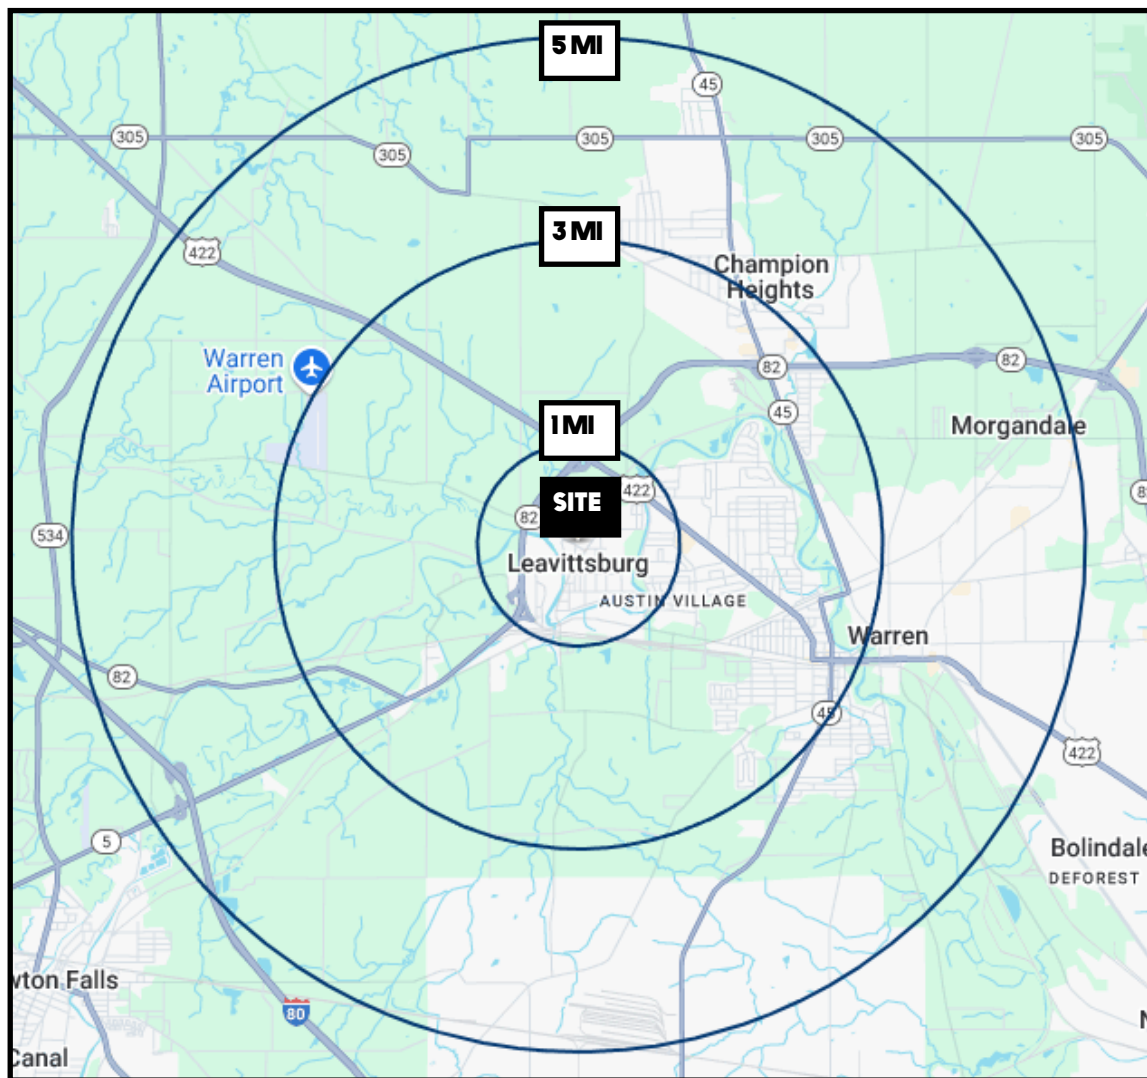 5 MI
45
305
305
305
305
305
3 MI
422
Champion
Heights
Warren
Airport
82
82
45
1 MI
Morgandale
422
SITE
82
8
534
Leavittsburg
AUSTIN VILLAGE
Warren
82
45
422
5
Bolindale
DEFOREST
wton Falls
80
N
Canal